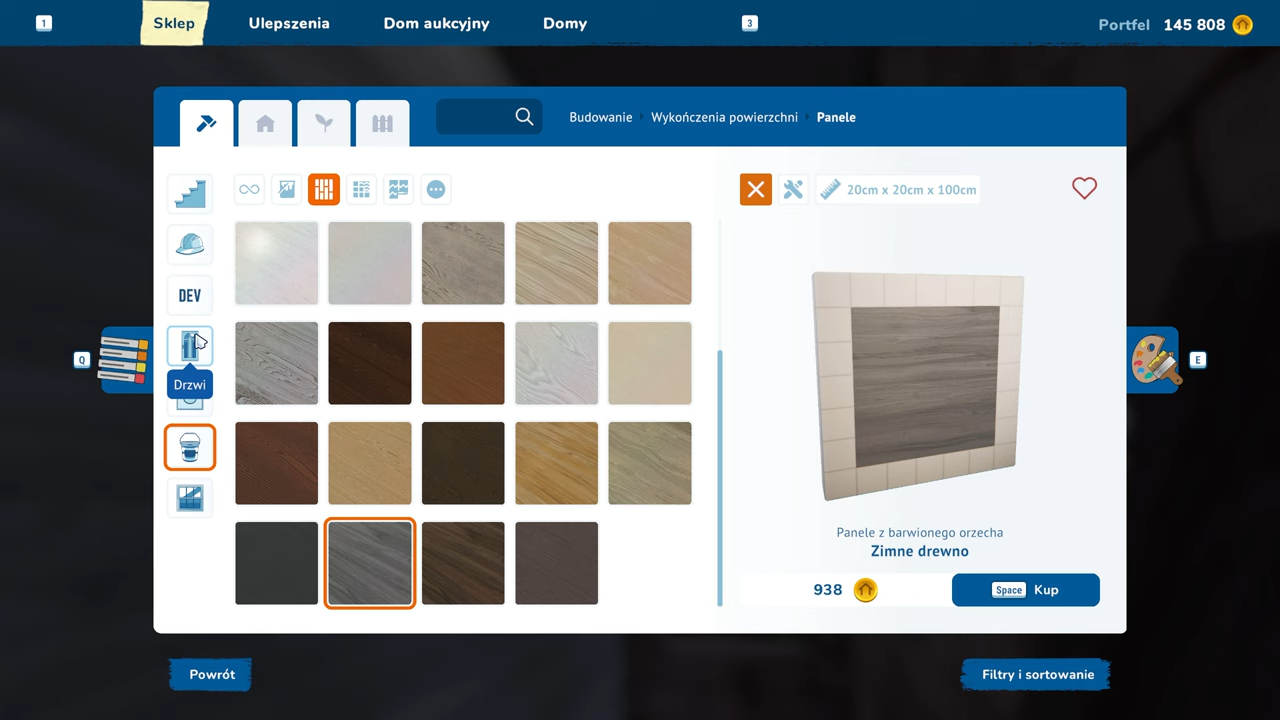 1
Sklep
Ulepszenia
Dom aukcyjny
Domy
3
Portfel 145 808
Budowanie
Wykończenia powierzchni
Panele
20cm x 20cm x 100cm
DEV
Q
E
Drzwi
Panele z barwionego orzecha
Zimne drewno
938
Space Kup
Powrót
Filtry i sortowanie